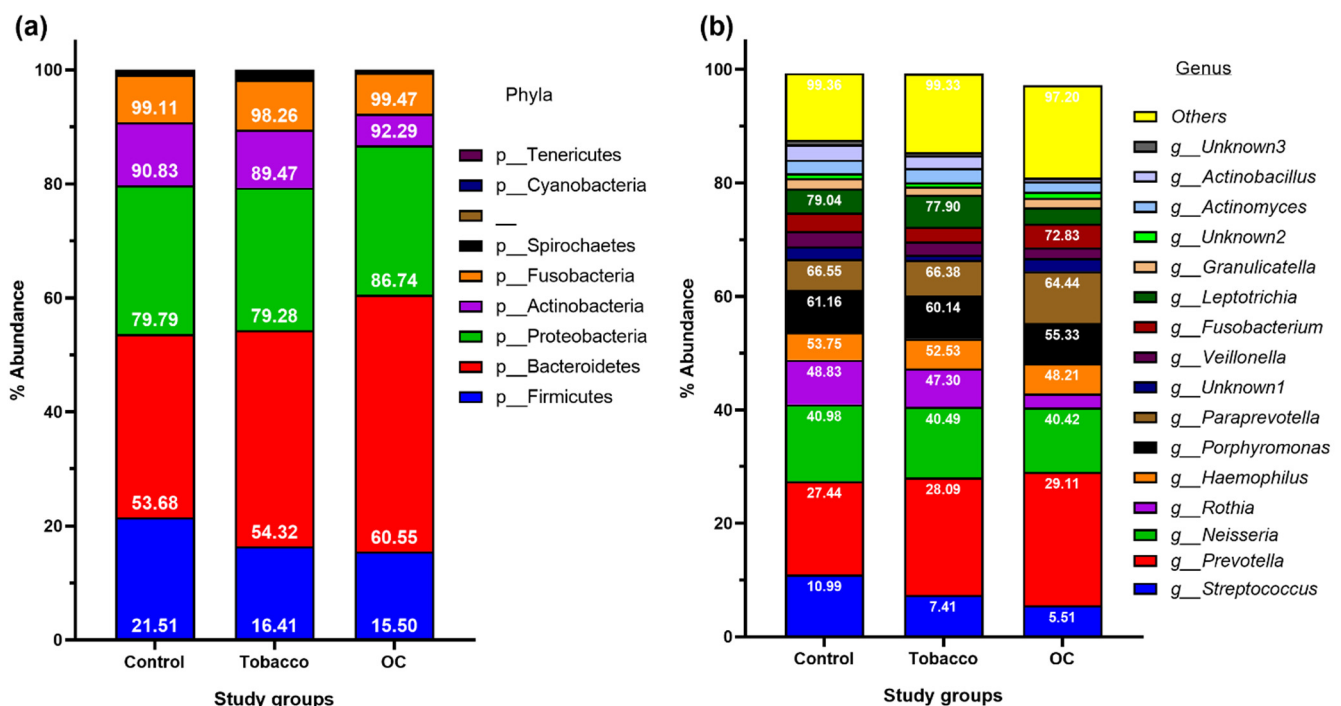 (a)
% Abundance
100
80
60
40
20
0
99.11
90.83
79.79
53.68
21.51
98.26
89.47
79.28
54.32
16.41
99.47
92.29
86.74
60.55
15.50
Control
Tobacco
OC
Study groups
Phyla
p__Tenericutes
p__Cyanobacteria
__
p__Spirochaetes
p__Fusobacteria
p__Actinobacteria
p__Proteobacteria
p__Bacteroidetes
p__Firmicutes
(b)
% Abundance
100
80
60
40
20
0
99.36
79.04
66.55
61.16
53.75
48.83
40.98
27.44
10.99
99.33
77.90
66.38
60.14
52.53
47.30
40.49
28.09
7.41
97.20
72.83
64.44
55.33
48.21
40.42
29.11
5.51
Control
Tobacco
OC
Study groups
Genus
Others
g__Unknown3
g__Actinobacillus
g__Actinomyces
g__Unknown2
g__Granulicatella
g__Leptotrichia
g__Fusobacterium
g__Veillonella
g__Unknown1
g__Paraprevotella
g__Porphyromonas
g__Haemophilus
g__Rothia
g__Neisseria
g__Prevotella
g__Streptococcus